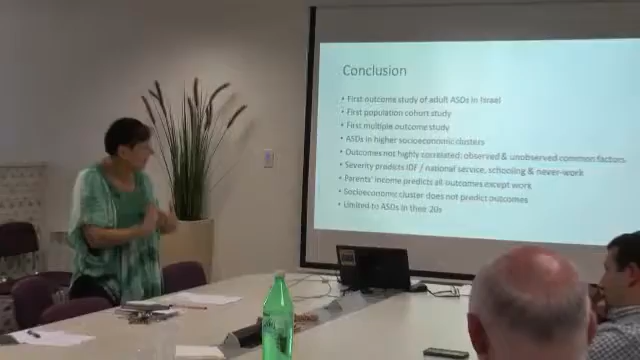 Conclusion
• First outcome study of adult ASDs in Israel
• First population cohort study
• First multiple outcome study
• ASDs in higher socioeconomic clusters
• Outcomes not highly correlated; observed & unobserved common factors
• Severity predicts IDF / national service, schooling & never-work
• Parents' income predicts all outcomes except work
• Socioeconomic cluster does not predict outcomes
• Limited to ASDs in their 20s